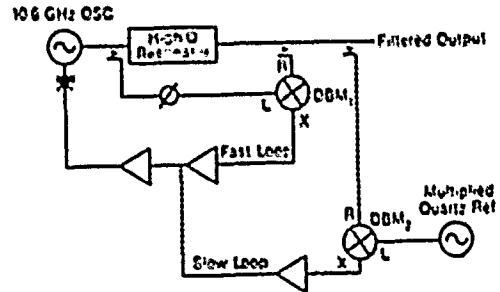 10.6 GHz OSC
High Q
Resonator
Filtered Output
R
L
DBM₁
X
Fast Loop
Multiplied
Quartz Ref
R
DBM₂
L
X
Slow Loop